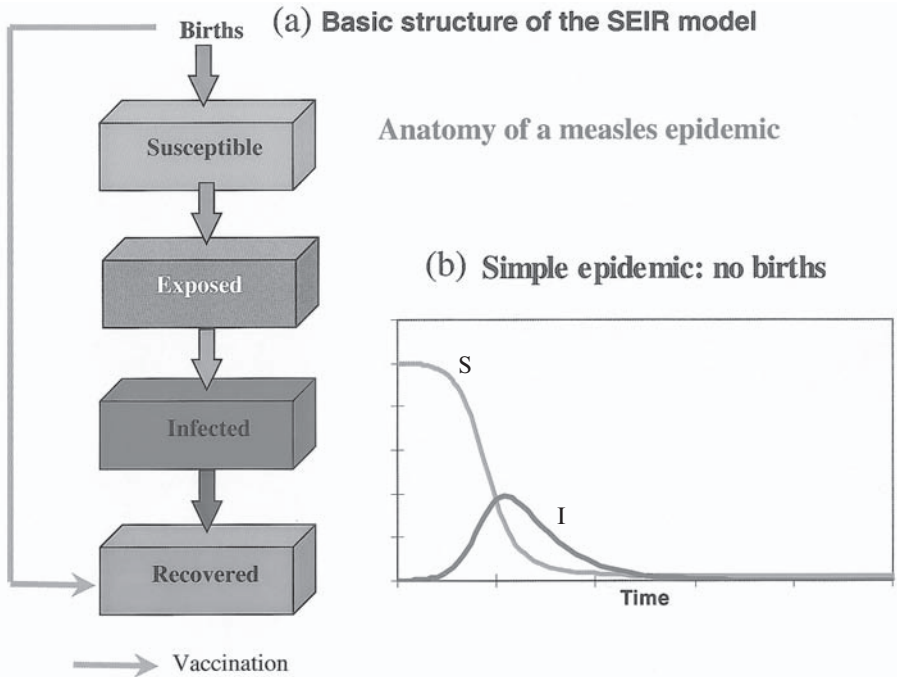 (a) Basic structure of the SEIR model
Births
Susceptible
Anatomy of a measles epidemic
Exposed
(b) Simple epidemic: no births
S
Infected
I
Recovered
Time
Vaccination